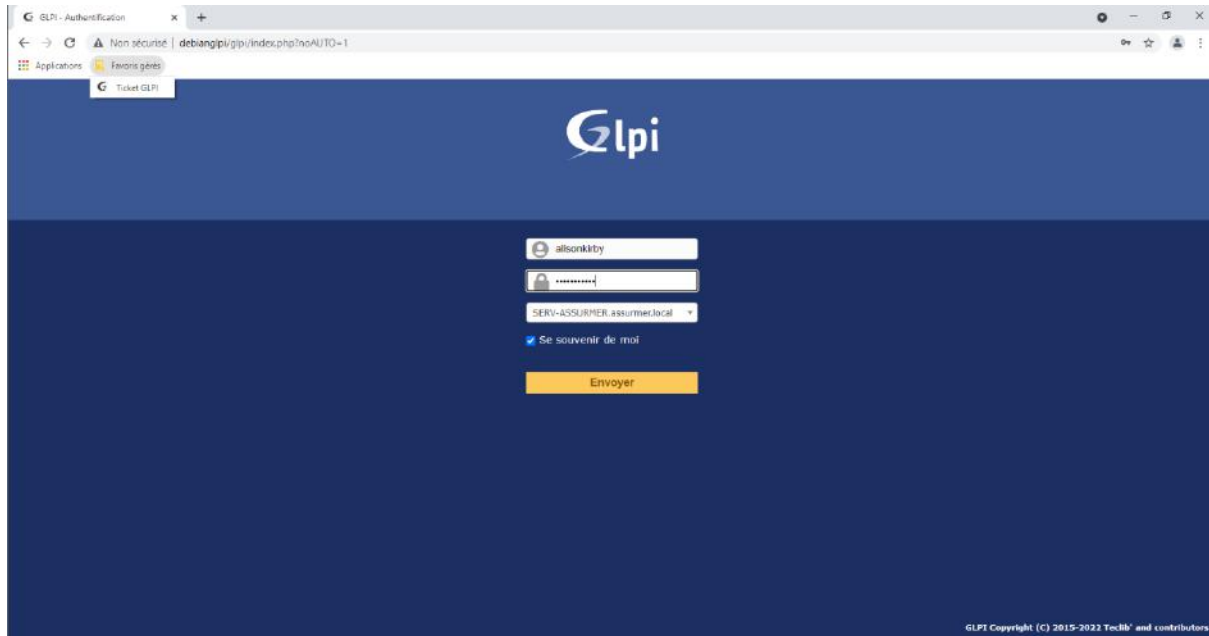 GLPI - Authentification
Non sécurisé | debianglpi/glpi/index.php?noAUTO=1
Applications Favoris gérés
Ticket GLPI
Glpi
alisonkirby
•••••••••••
SERV-ASSURMER.assurmer.local
Se souvenir de moi
Envoyer
GLPI Copyright (C) 2015-2022 Teclib' and contributors